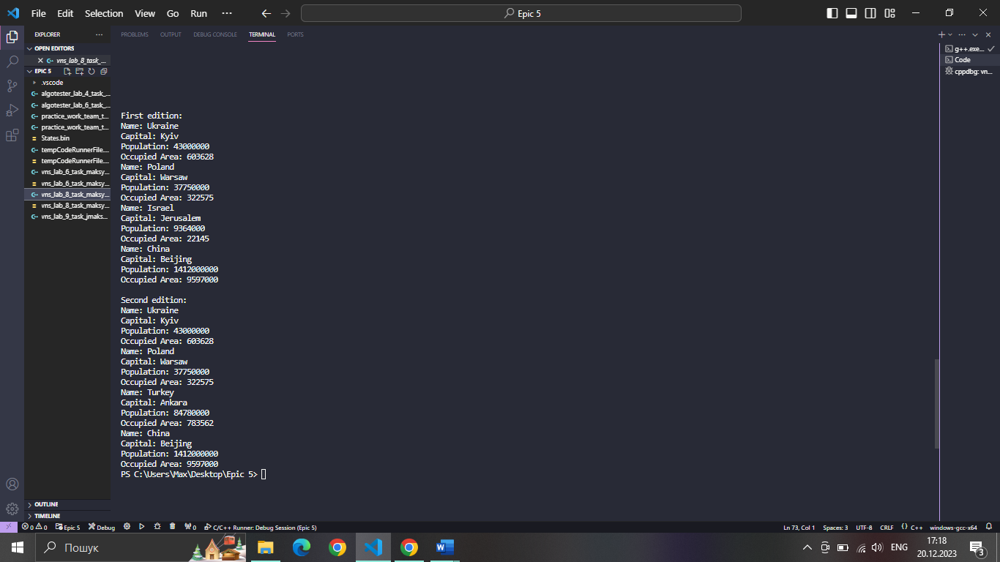 File Edit Selection View Go Run ··· Epic 5
EXPLORER ···
OPEN EDITORS
vns_lab_8_task_...
EPIC 5
.vscode
algotester_lab_4_task_...
algotester_lab_6_task_...
practice_work_team_t...
practice_work_team_t...
States.bin
tempCodeRunnerFile....
tempCodeRunnerFile....
vns_lab_6_task_maksy...
vns_lab_6_task_maksy...
vns_lab_8_task_maksy...
vns_lab_8_task_maksy...
vns_lab_9_task_jmaks...
OUTLINE
TIMELINE
PROBLEMS OUTPUT DEBUG CONSOLE TERMINAL PORTS
First edition:
Name: Ukraine
Capital: Kyiv
Population: 43000000
Occupied Area: 603628
Name: Poland
Capital: Warsaw
Population: 37750000
Occupied Area: 322575
Name: Israel
Capital: Jerusalem
Population: 9364000
Occupied Area: 22145
Name: China
Capital: Beijing
Population: 1412000000
Occupied Area: 9597000
Second edition:
Name: Ukraine
Capital: Kyiv
Population: 43000000
Occupied Area: 603628
Name: Poland
Capital: Warsaw
Population: 37750000
Occupied Area: 322575
Name: Turkey
Capital: Ankara
Population: 84780000
Occupied Area: 783562
Name: China
Capital: Beijing
Population: 1412000000
Occupied Area: 9597000
PS C:\Users\Max\Desktop\Epic 5>
g++.exe...
Code
cppdbg: vn...
0 0 Epic 5 Debug 0 C/C++ Runner: Debug Session (Epic 5) Ln 73, Col 1 Spaces: 3 UTF-8 CRLF {} C++ windows-gcc-x64
Пошук
ENG
17:18
20.12.2023
3